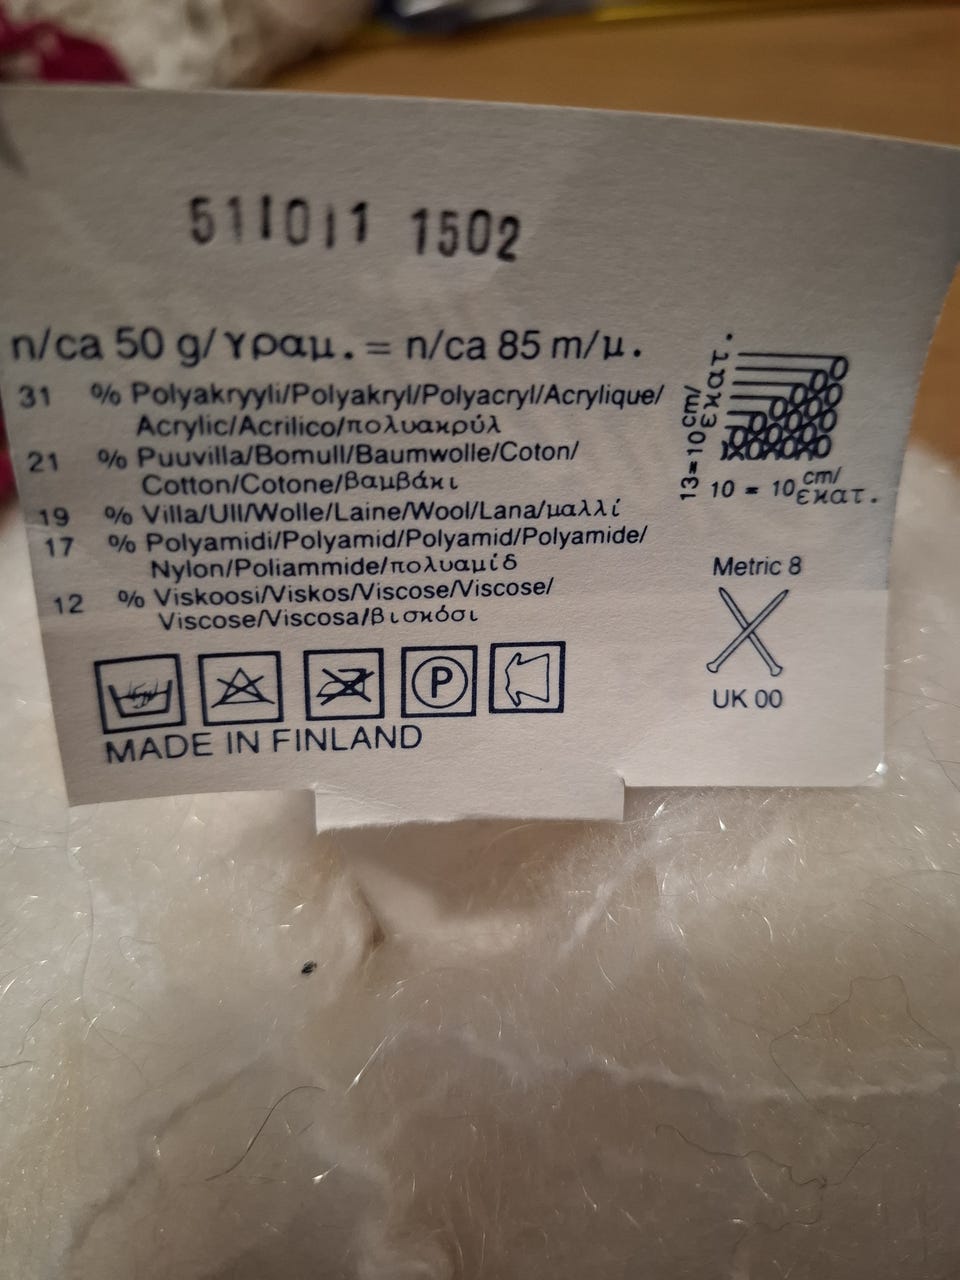 511011 1502
n/ca 50 g/γραμ. = n/ca 85 m/μ.
31 % Polyakryyli/Polyakryl/Polyacryl/Acrylique/
Acrylic/Acrilico/πολυακρύλ
21 % Puuvilla/Bomull/Baumwolle/Coton/
Cotton/Cotone/βαμβάκι
19 % Villa/Ull/Wolle/Laine/Wool/Lana/μαλλί
17 % Polyamidi/Polyamid/Polyamid/Polyamide/
Nylon/Poliammide/πολυαμίδ
12 % Viskoosi/Viskos/Viscose/Viscose/
Viscose/Viscosa/βισκόσι
P
MADE IN FINLAND
13 = 10 cm/
εκατ.
10 = 10 cm/
εκατ.
Metric 8
UK 00